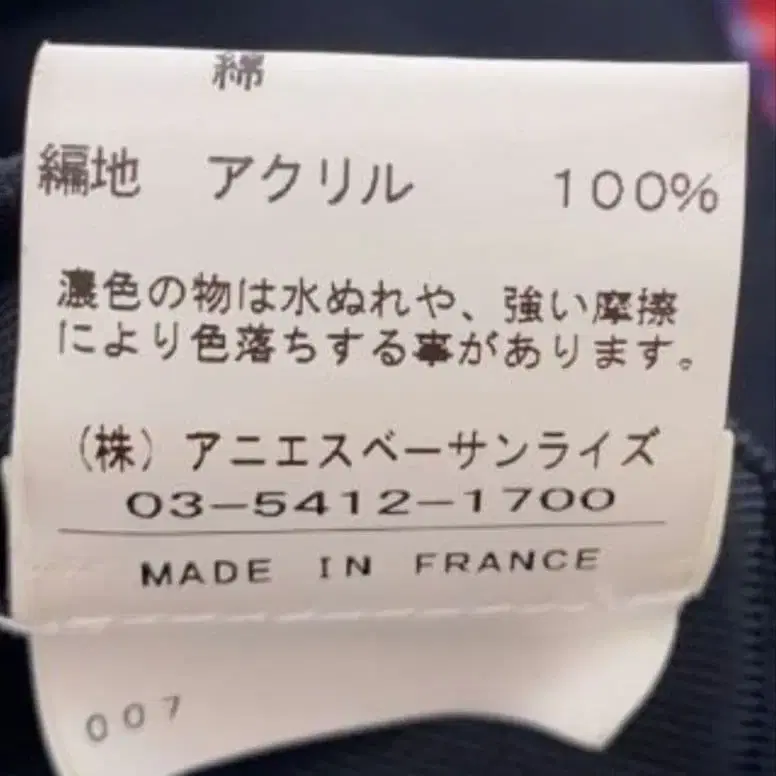 綿
編地 アクリル 100%
濃色の物は水ぬれや、強い摩擦
により色落ちする事があります。
(株)アニエスベーサンライズ
03-5412-1700
MADE IN FRANCE
007